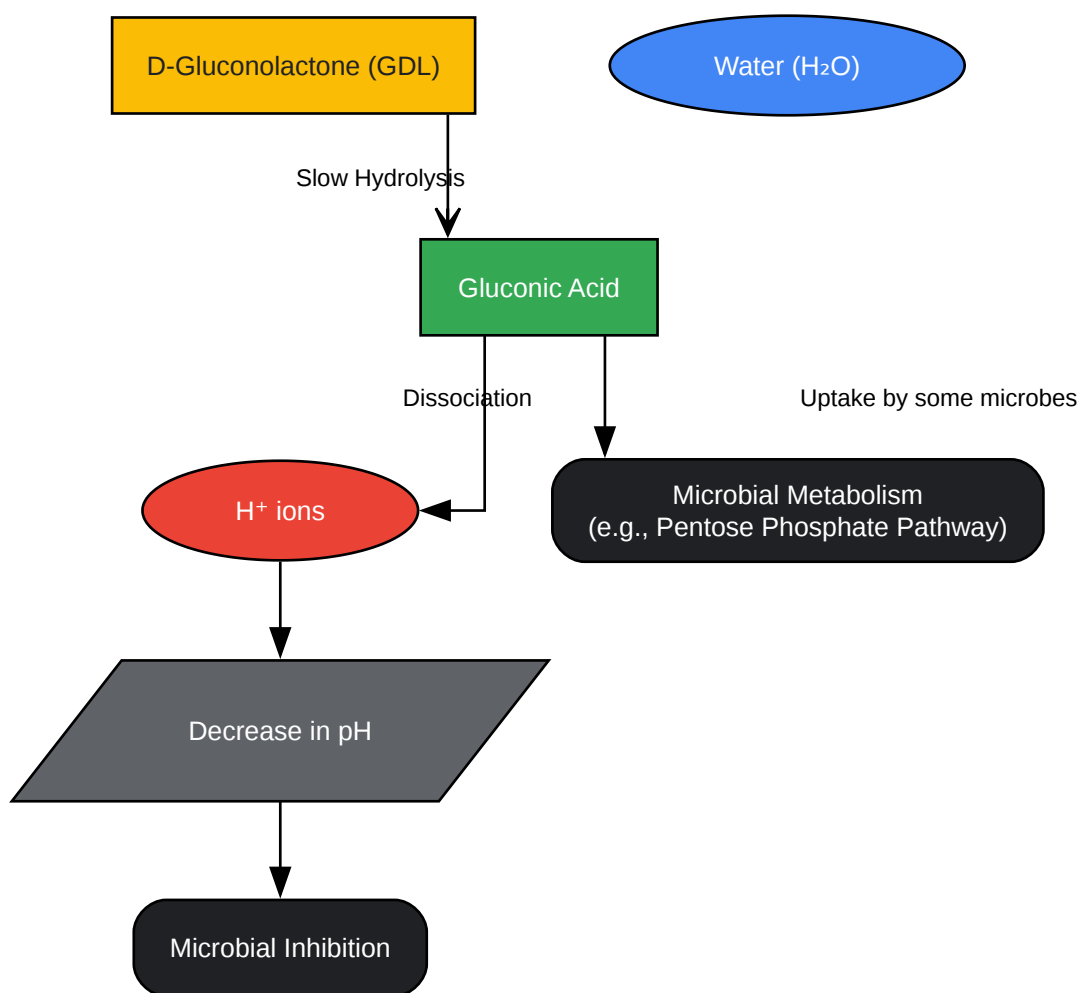 D-Gluconolactone (GDL)
Water (H₂O)
Slow Hydrolysis
Gluconic Acid
Dissociation
Uptake by some microbes
H⁺ ions
Microbial Metabolism
(e.g., Pentose Phosphate Pathway)
Decrease in pH
Microbial Inhibition